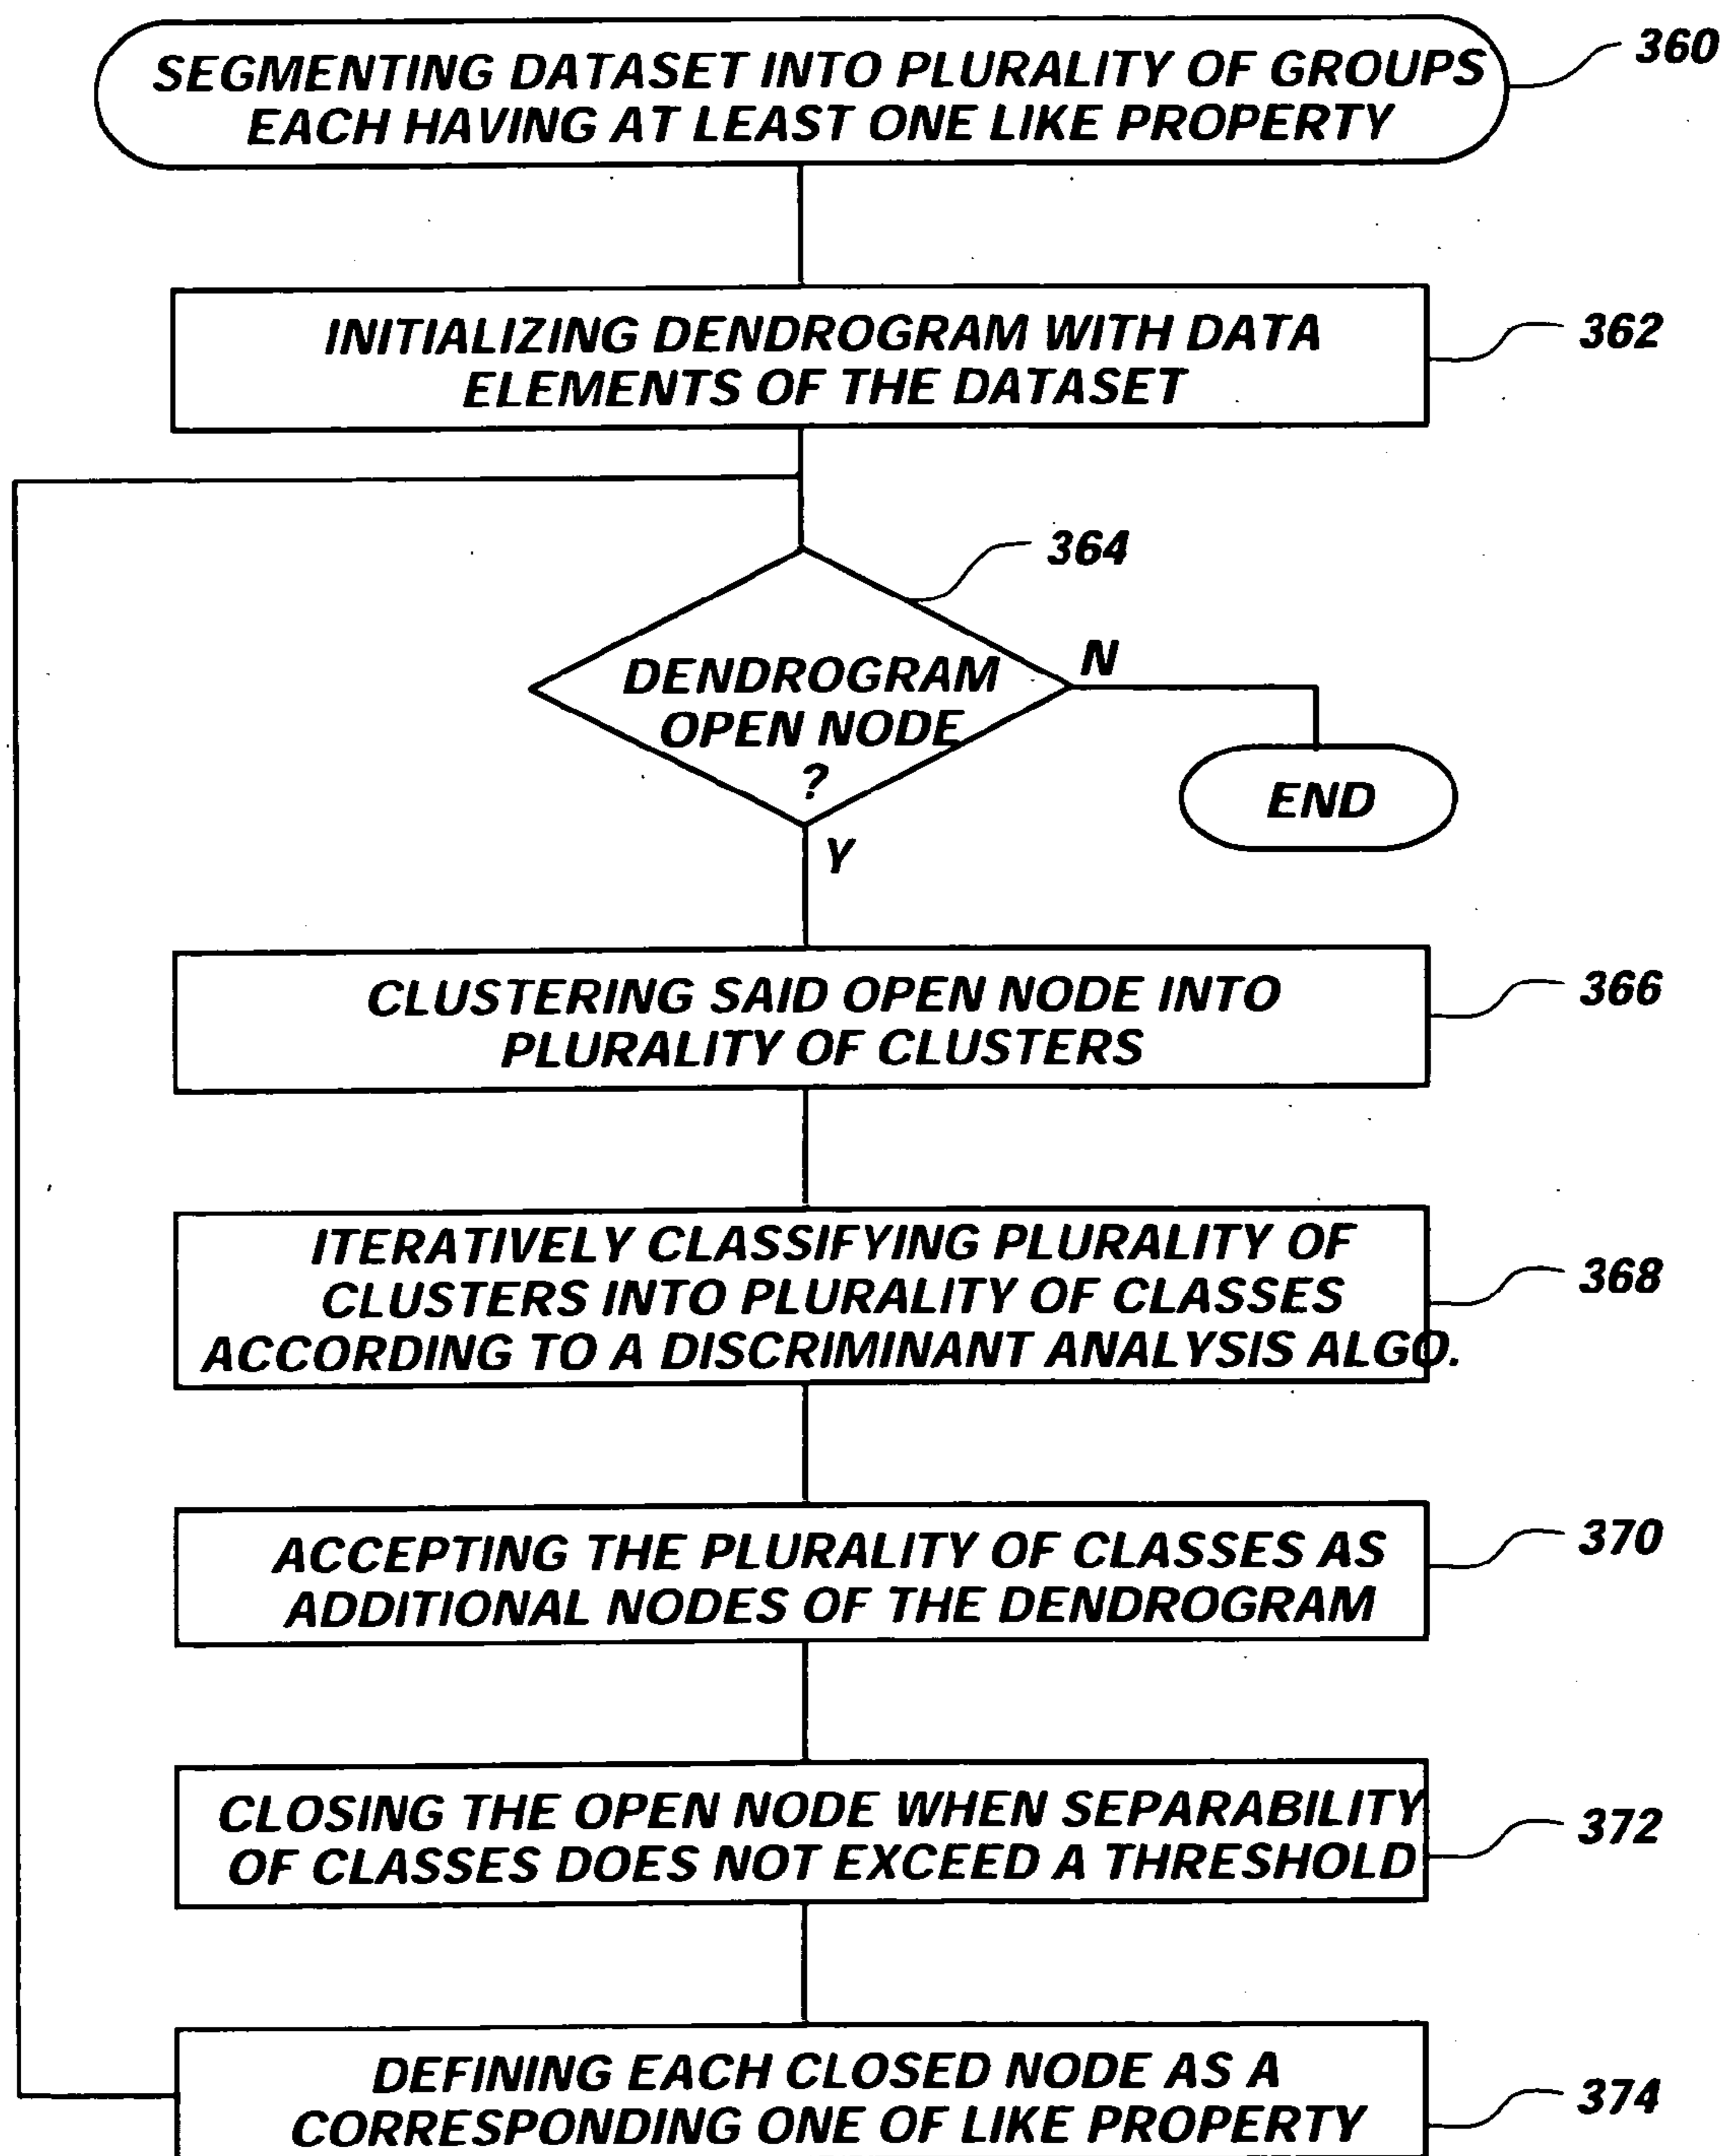 SEGMENTING DATASET INTO PLURALITY OF GROUPS
EACH HAVING AT LEAST ONE LIKE PROPERTY
360
INITIALIZING DENDROGRAM WITH DATA
ELEMENTS OF THE DATASET
362
364
DENDROGRAM
OPEN NODE
?
N
END
Y
CLUSTERING SAID OPEN NODE INTO
PLURALITY OF CLUSTERS
366
ITERATIVELY CLASSIFYING PLURALITY OF
CLUSTERS INTO PLURALITY OF CLASSES
ACCORDING TO A DISCRIMINANT ANALYSIS ALGO.
368
ACCEPTING THE PLURALITY OF CLASSES AS
ADDITIONAL NODES OF THE DENDROGRAM
370
CLOSING THE OPEN NODE WHEN SEPARABILITY
OF CLASSES DOES NOT EXCEED A THRESHOLD
372
DEFINING EACH CLOSED NODE AS A
CORRESPONDING ONE OF LIKE PROPERTY
374